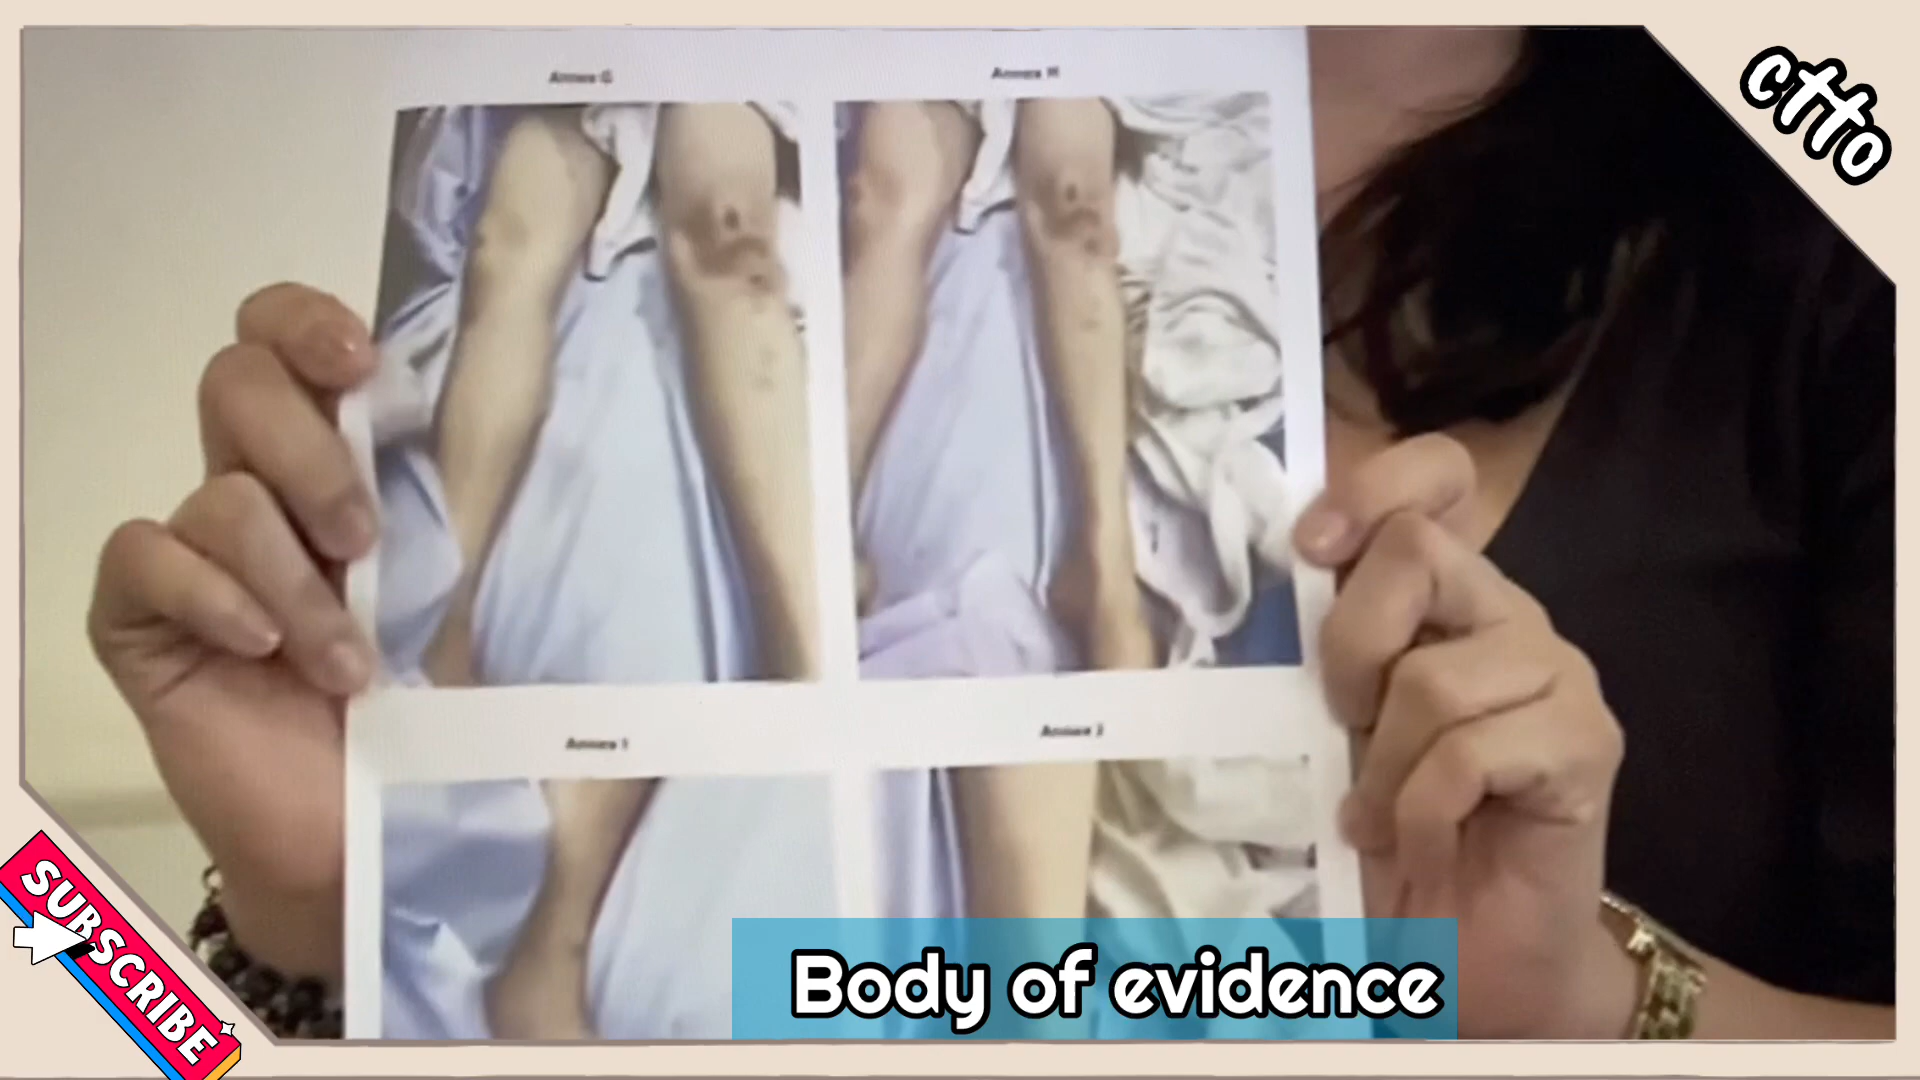 ctto
Annex G
Annex H
Annex I
Annex J
Body of evidence
SUBSCRIBE